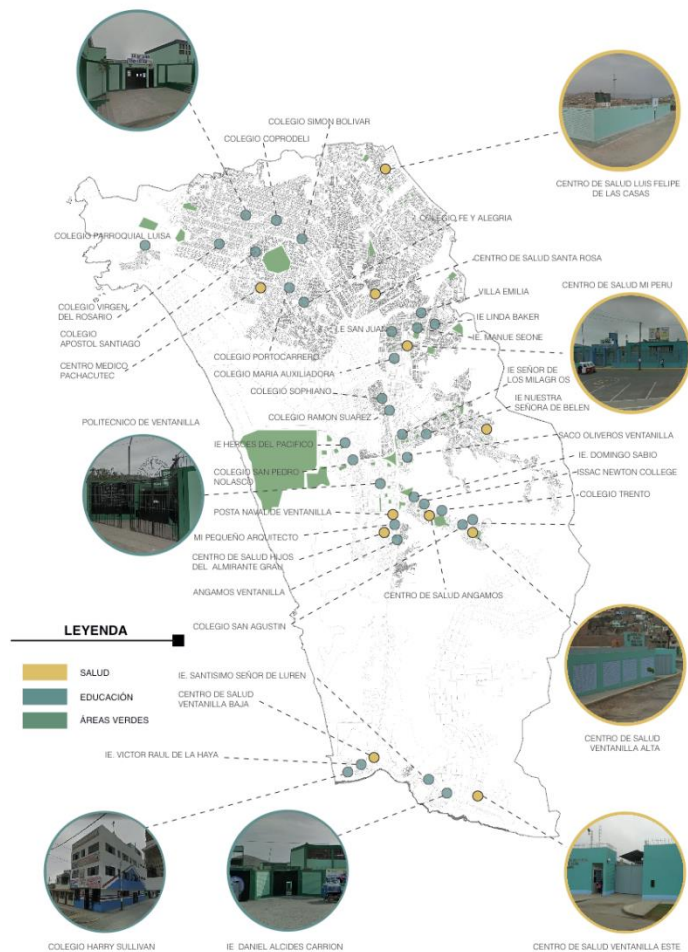 COLEGIO SIMON BOLIVAR
COLEGIO COPRODELI
CENTRO DE SALUD LUIS FELIPE
DE LAS CASAS
COLEGIO FE Y ALEGRIA
COLEGIO PARROQUIAL LUISA
CENTRO DE SALUD SANTA ROSA
VILLA EMILIA
CENTRO DE SALUD MI PERU
COLEGIO VIRGEN
DEL ROSARIO
COLEGIO
APOSTOL SANTIAGO
I.E SAN JUAN
IE LINDA BAKER
IE. MANUE SEONE
CENTRO MEDICO
PACHACUTEC
COLEGIO PORTOCARRERO
COLEGIO MARIA AUXILIADORA
IE SEÑOR DE
LOS MILAGR OS
COLEGIO SOPHIANO
IE NUESTRA
SEÑORA DE BELEN
COLEGIO RAMON SUAREZ
POLITECNICO DE VENTANILLA
IE HEROES DEL PACIFICO
SACO OLIVEROS VENTANILLA
IE. DOMINGO SABIO
COLEGIO SAN PEDRO
NOLASCO
ISSAC NEWTON COLLEGE
COLEGIO TRENTO
POSTA NAVAL DE VENTANILLA
MI PEQUEÑO ARQUITECTO
CENTRO DE SALUD HIJOS
DEL ALMIRANTE GRAU
ANGAMOS VENTANILLA
CENTRO DE SALUD ANGAMOS
COLEGIO SAN AGUSTIN
LEYENDA
SALUD
EDUCACIÓN
ÁREAS VERDES
IE. SANTISIMO SEÑOR DE LUREN
CENTRO DE SALUD
VENTANILLA BAJA
CENTRO DE SALUD
VENTANILLA ALTA
IE. VICTOR RAUL DE LA HAYA
COLEGIO HARRY SULLIVAN
IE DANIEL ALCIDES CARRION
CENTRO DE SALUD VENTANILLA ESTE